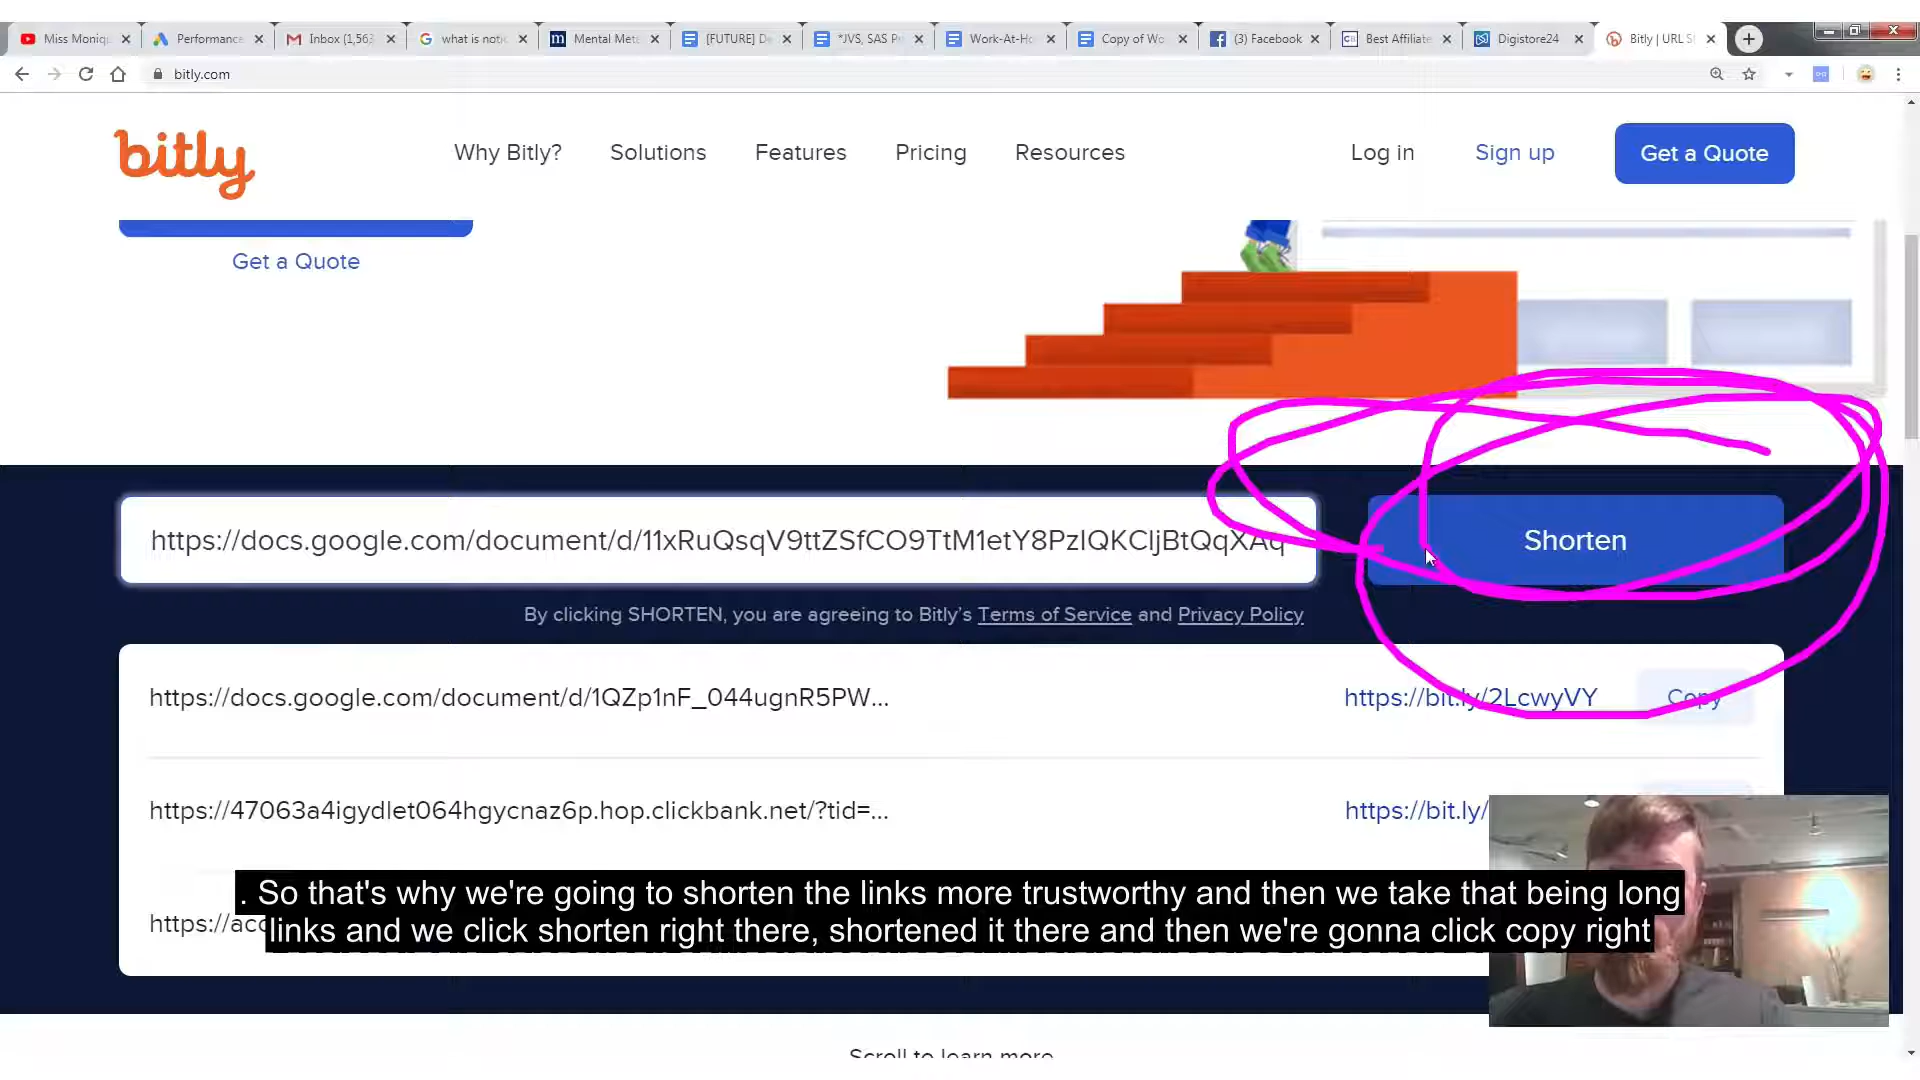 Miss Moniqu
Performance
Inbox (1,563
what is noti
Mental Meta
[FUTURE] D
*JVS, SAS P
Work-At-Ho
Copy of Wo
(3) Facebook
Best Affiliate
Digistore24
Bitly | URL S
bitly.com
bitly
Why Bitly?
Solutions
Features
Pricing
Resources
Log in
Sign up
Get a Quote
Get a Quote
https://docs.google.com/document/d/11xRuQsqV9ttZSfCO9TtM1etY8PzIQKCIjBtQqXAq
Shorten
By clicking SHORTEN, you are agreeing to Bitly's Terms of Service and Privacy Policy
https://docs.google.com/document/d/1QZp1nF_044ugnR5PW...
https://bit.ly/2LcwyVY
Copy
https://47063a4igydlet064hgycnaz6p.hop.clickbank.net/?tid=...
https://bit.ly/
https://acc
. So that's why we're going to shorten the links more trustworthy and then we take that being long
links and we click shorten right there, shortened it there and then we're gonna click copy right
Scroll to learn more